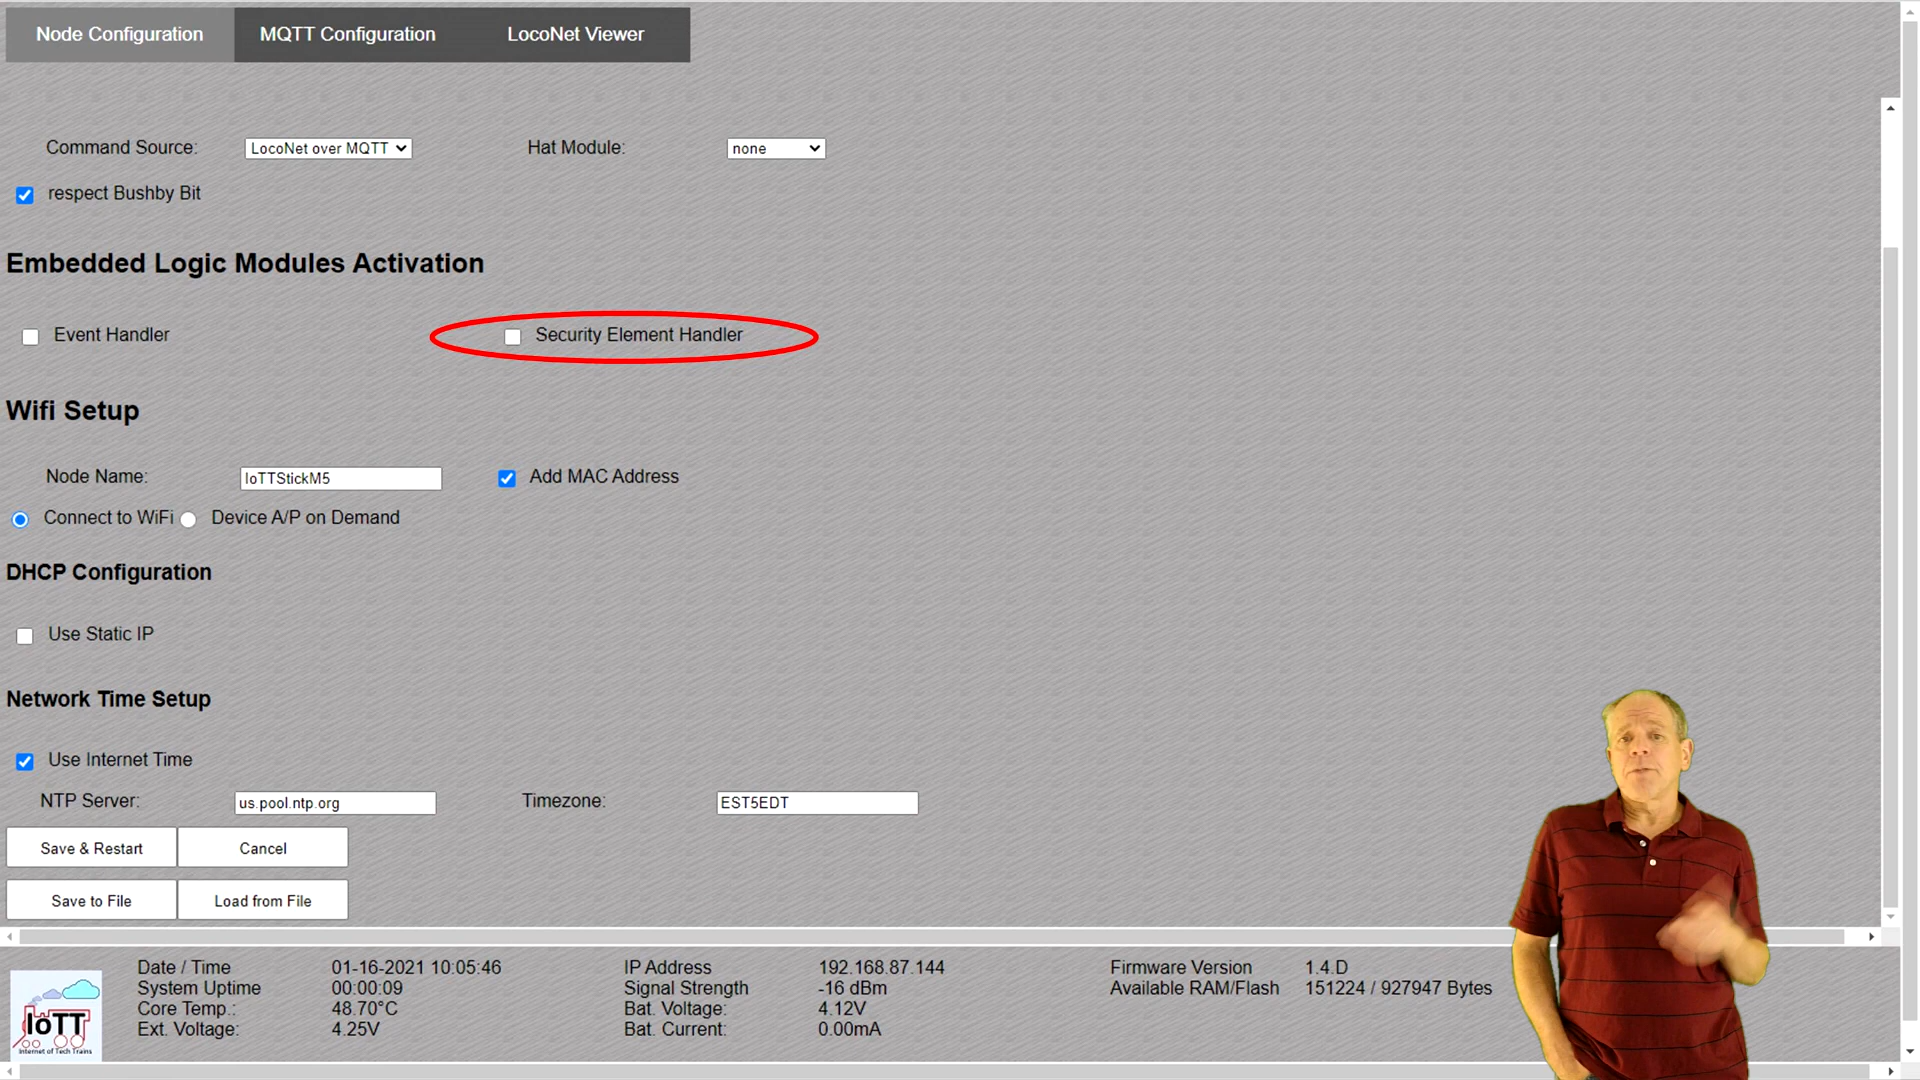 Node Configuration MQTT Configuration LocoNet Viewer
Command Source: LocoNet over MQTT Hat Module: none
respect Bushby Bit
Embedded Logic Modules Activation
Event Handler Security Element Handler
Wifi Setup
Node Name: IoTTStickM5 Add MAC Address
Connect to WiFi Device A/P on Demand
DHCP Configuration
Use Static IP
Network Time Setup
Use Internet Time
NTP Server: us.pool.ntp.org Timezone: EST5EDT
Save & Restart Cancel
Save to File Load from File
Date / Time 01-16-2021 10:05:46 IP Address 192.168.87.144 Firmware Version 1.4.D
System Uptime 00:00:09 Signal Strength -16 dBm Available RAM/Flash 151224 / 927947 Bytes
Core Temp.: 48.70°C Bat. Voltage: 4.12V
Ext. Voltage: 4.25V Bat. Current: 0.00mA
IoTT
Internet of Tech Trains